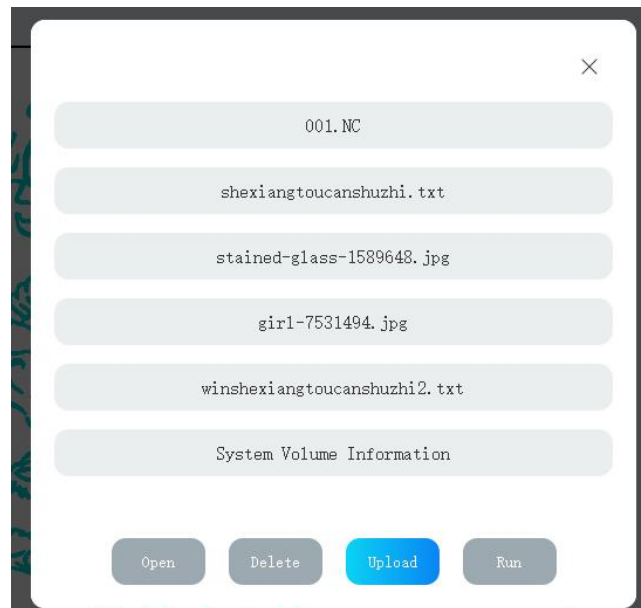 001.NC
shexiangtoucanshuzhi.txt
stained-glass-1589648.jpg
girl-7531494.jpg
winshexiangtoucanshuzhi2.txt
System Volume Information
Open Delete Upload Run